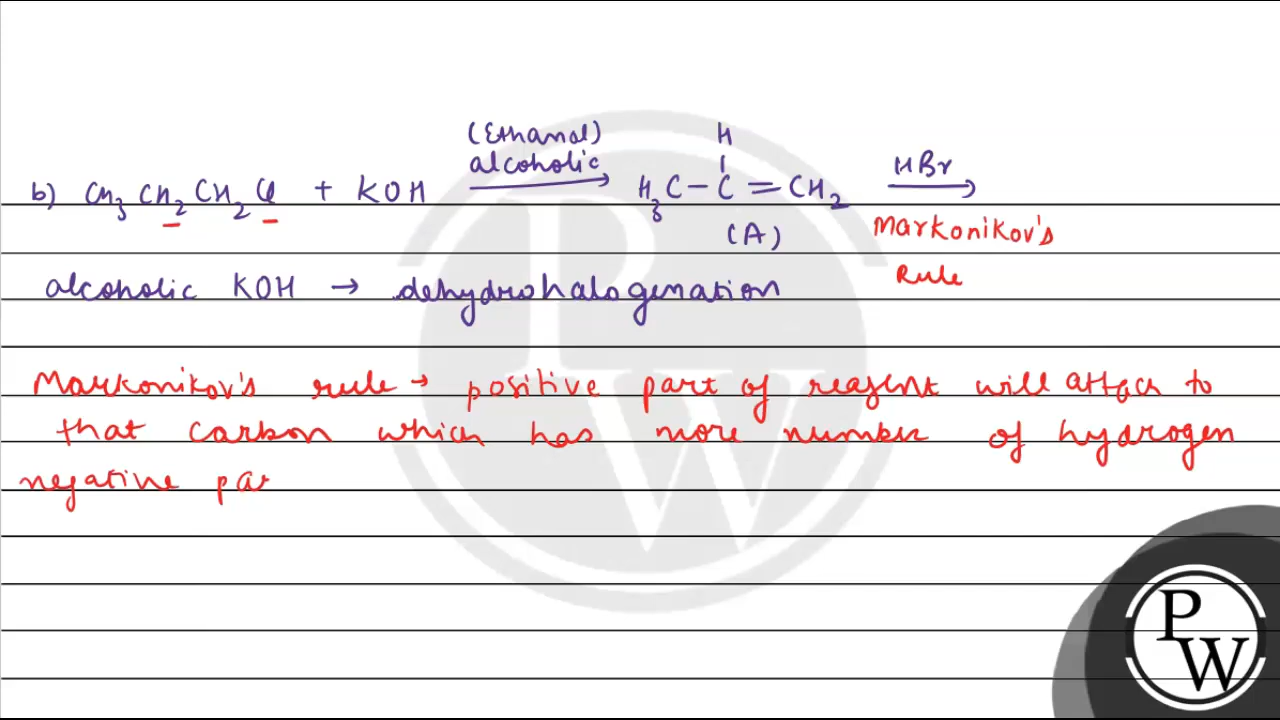 (Ethanol)
b) CH3 CH2 CH2 Cl + KOH alcoholic → H3C – C = CH2 HBr →
H
(A) Markonikov's
Rule
alcoholic KOH → dehydrohalogenation
Markonikov's rule → positive part of reagent will attach to
that carbon which has more number of hydrogen
negative par
P
W